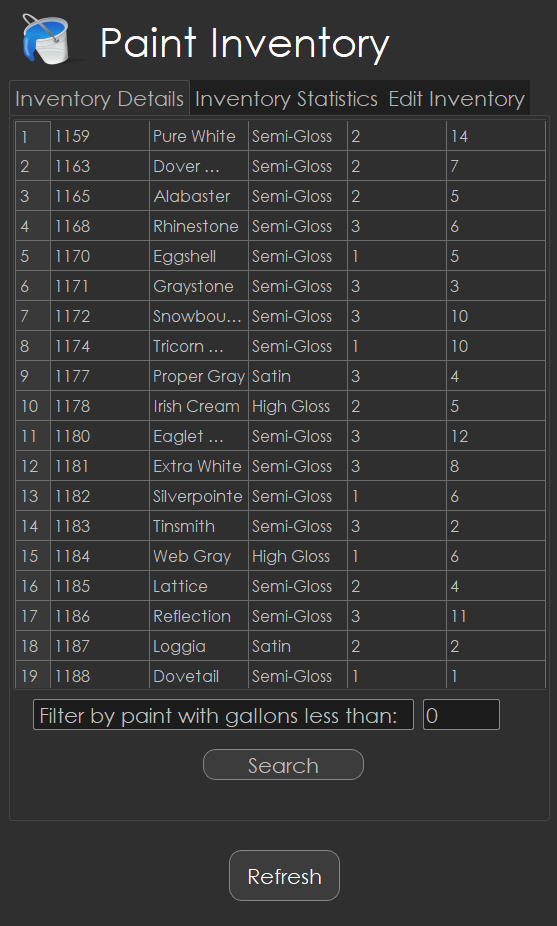 Paint Inventory
Inventory Details Inventory Statistics Edit Inventory
1 1159 Pure White Semi-Gloss 2 14
2 1163 Dover ... Semi-Gloss 2 7
3 1165 Alabaster Semi-Gloss 2 5
4 1168 Rhinestone Semi-Gloss 3 6
5 1170 Eggshell Semi-Gloss 1 5
6 1171 Graystone Semi-Gloss 3 3
7 1172 Snowbou... Semi-Gloss 3 10
8 1174 Tricorn ... Semi-Gloss 1 10
9 1177 Proper Gray Satin 3 4
10 1178 Irish Cream High Gloss 2 5
11 1180 Eaglet ... Semi-Gloss 3 12
12 1181 Extra White Semi-Gloss 3 8
13 1182 Silverpointe Semi-Gloss 1 6
14 1183 Tinsmith Semi-Gloss 3 2
15 1184 Web Gray High Gloss 1 6
16 1185 Lattice Semi-Gloss 2 4
17 1186 Reflection Semi-Gloss 3 11
18 1187 Loggia Satin 2 2
19 1188 Dovetail Semi-Gloss 1 1
Filter by paint with gallons less than: 0
Search
Refresh